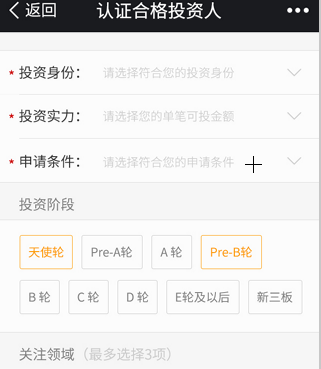 返回 认证合格投资人
* 投资身份： 请选择符合您的投资身份
* 投资实力： 请选择您的单笔可投金额
* 申请条件： 请选择符合您的申请条件
投资阶段
天使轮 Pre-A轮 A 轮 Pre-B轮
B 轮 C 轮 D 轮 E轮及以后 新三板
关注领域（最多选择3项）